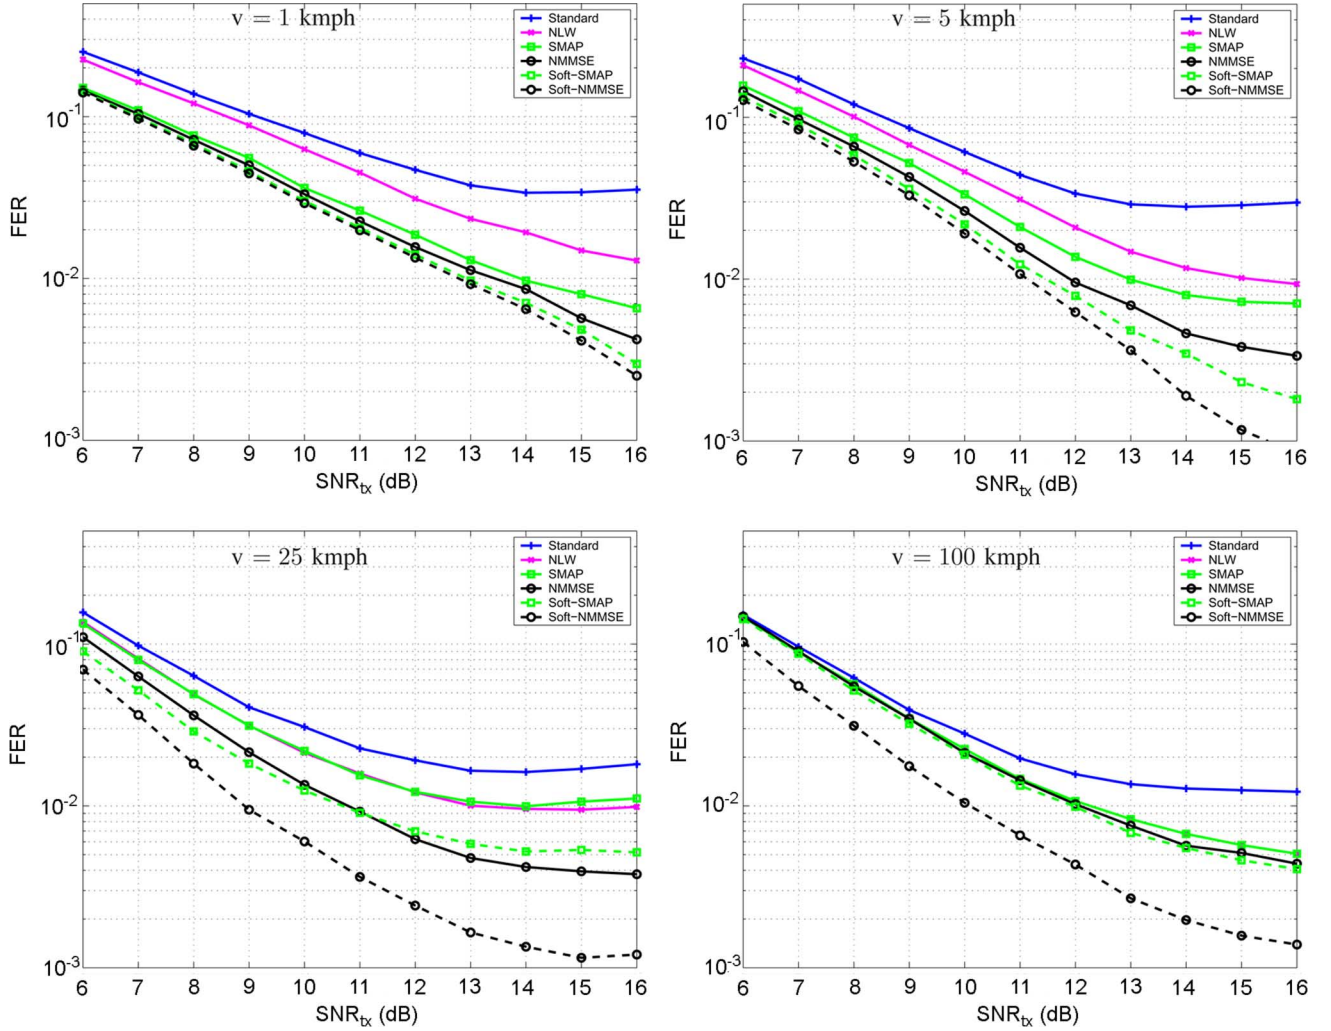 v = 1 kmph
Standard
NLW
SMAP
NMMSE
Soft-SMAP
Soft-NMMSE
10-1
10-2
10-3
FER
6 7 8 9 10 11 12 13 14 15 16
SNRtx (dB)
v = 5 kmph
Standard
NLW
SMAP
NMMSE
Soft-SMAP
Soft-NMMSE
10-1
10-2
10-3
FER
6 7 8 9 10 11 12 13 14 15 16
SNRtx (dB)
v = 25 kmph
Standard
NLW
SMAP
NMMSE
Soft-SMAP
Soft-NMMSE
10-1
10-2
10-3
FER
6 7 8 9 10 11 12 13 14 15 16
SNRtx (dB)
v = 100 kmph
Standard
NLW
SMAP
NMMSE
Soft-SMAP
Soft-NMMSE
10-1
10-2
10-3
FER
6 7 8 9 10 11 12 13 14 15 16
SNRtx (dB)